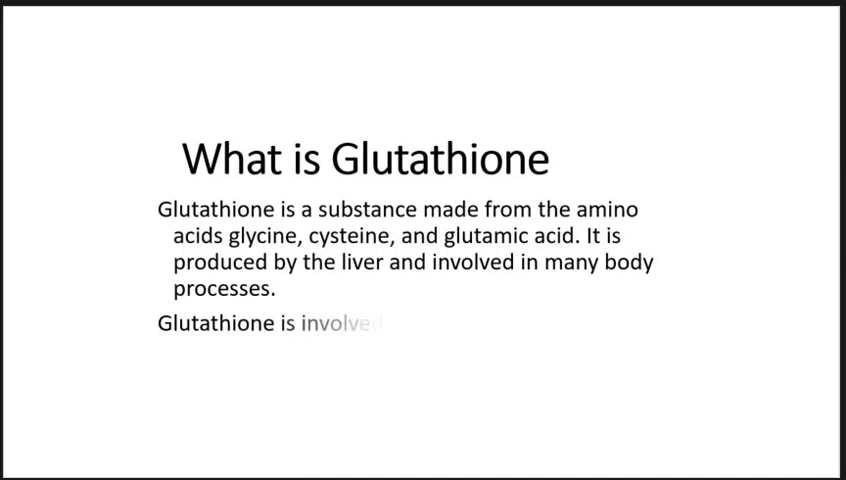 What is Glutathione
Glutathione is a substance made from the amino
acids glycine, cysteine, and glutamic acid. It is
produced by the liver and involved in many body
processes.
Glutathione is involved